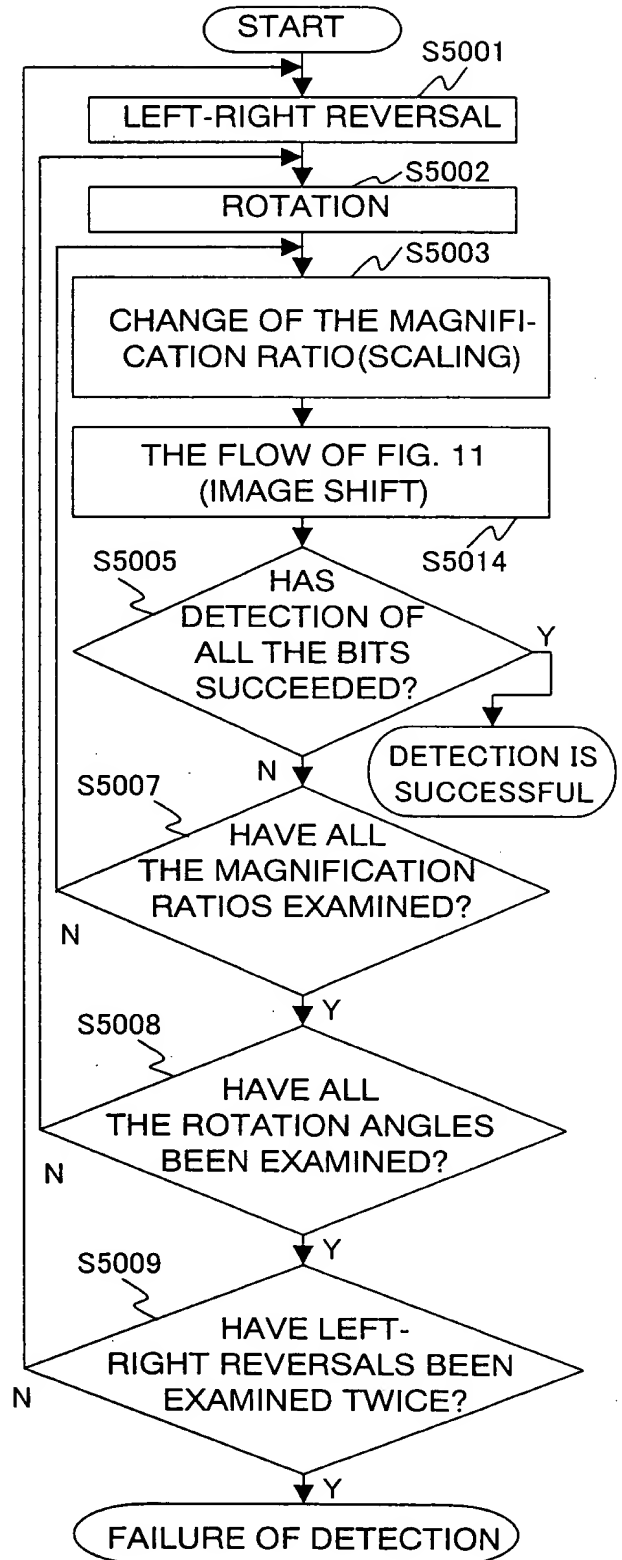 START
S5001
LEFT-RIGHT REVERSAL
S5002
ROTATION
S5003
CHANGE OF THE MAGNIFI-
CATION RATIO(SCALING)
THE FLOW OF FIG. 11
(IMAGE SHIFT)
S5014
S5005
HAS
DETECTION OF
ALL THE BITS
SUCCEEDED?
Y
DETECTION IS
SUCCESSFUL
N
S5007
HAVE ALL
THE MAGNIFICATION
RATIOS EXAMINED?
N
Y
S5008
HAVE ALL
THE ROTATION ANGLES
BEEN EXAMINED?
N
Y
S5009
HAVE LEFT-
RIGHT REVERSALS BEEN
EXAMINED TWICE?
N
Y
FAILURE OF DETECTION